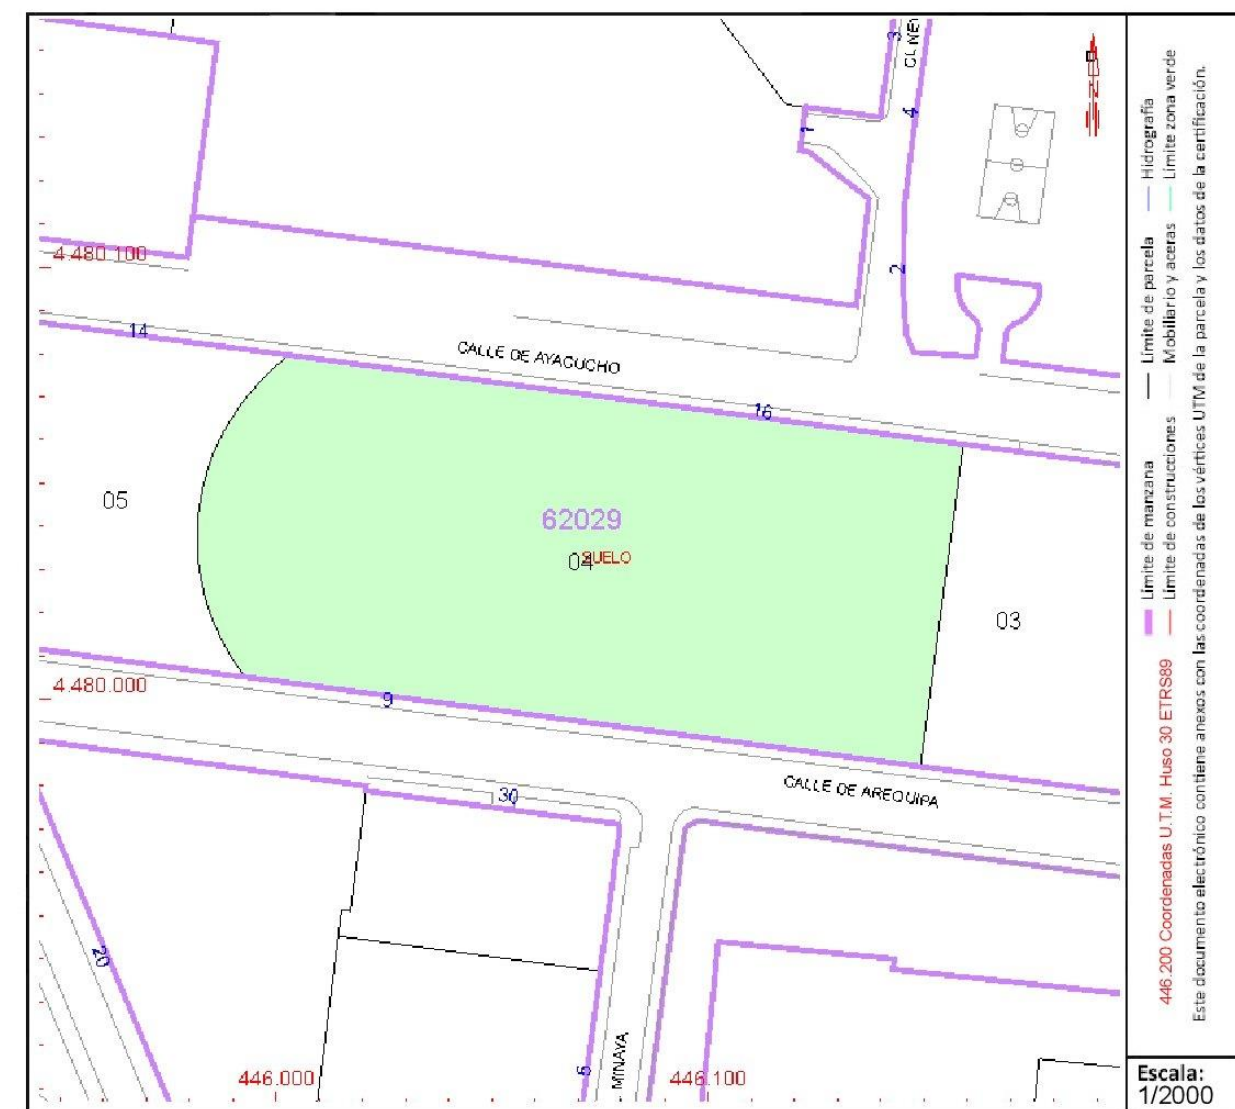 3
CL NEV
4
1
2
4.480.100
14
CALLE DE AYACUCHO
16
05
62029
04
SUELO
03
4.480.000
9
CALLE DE AREQUIPA
30
20
6
MINAYA
446.000
446.100
Límite de manzana
Límite de parcela
Hidrografía
Límite de construcciones
Mobiliario y aceras
Límite zona verde
446.200 Coordenadas U.T.M. Huso 30 ETRS89
Este documento electrónico contiene anexos con las coordenadas de los vértices UTM de la parcela y los datos de la certificación.
Escala:
1/2000